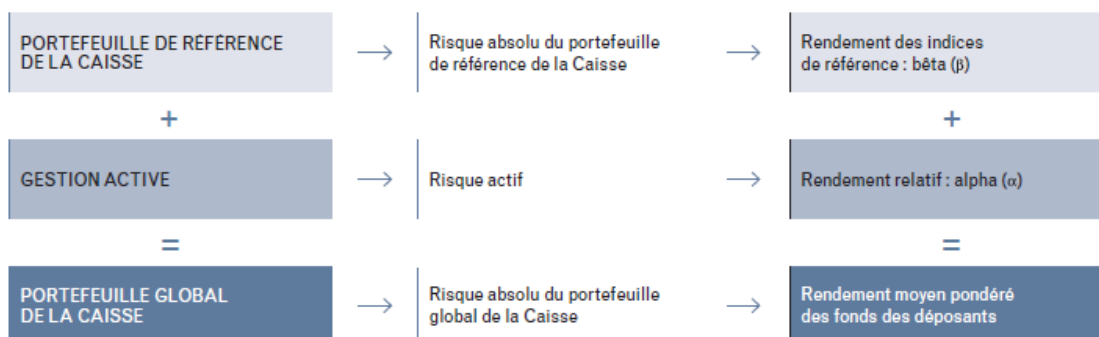 PORTEFEUILLE DE RÉFÉRENCE
DE LA CAISSE
→
Risque absolu du portefeuille
de référence de la Caisse
→
Rendement des indices
de référence : bêta (β)
+
+
GESTION ACTIVE
→
Risque actif
→
Rendement relatif : alpha (α)
=
=
PORTEFEUILLE GLOBAL
DE LA CAISSE
→
Risque absolu du portefeuille
global de la Caisse
→
Rendement moyen pondéré
des fonds des déposants